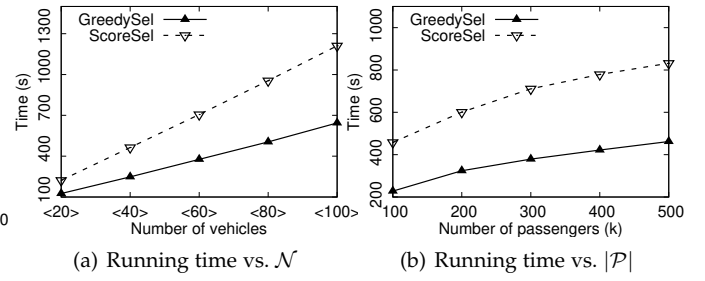 GreedySel
ScoreSel
Time (s)
1300
1000
700
400
100
<20> <40> <60> <80> <100>
Number of vehicles
(a) Running time vs. 𝒩
GreedySel
ScoreSel
Time (s)
1000
800
600
400
200
100 200 300 400 500
Number of passengers (k)
(b) Running time vs. |𝒫|
0